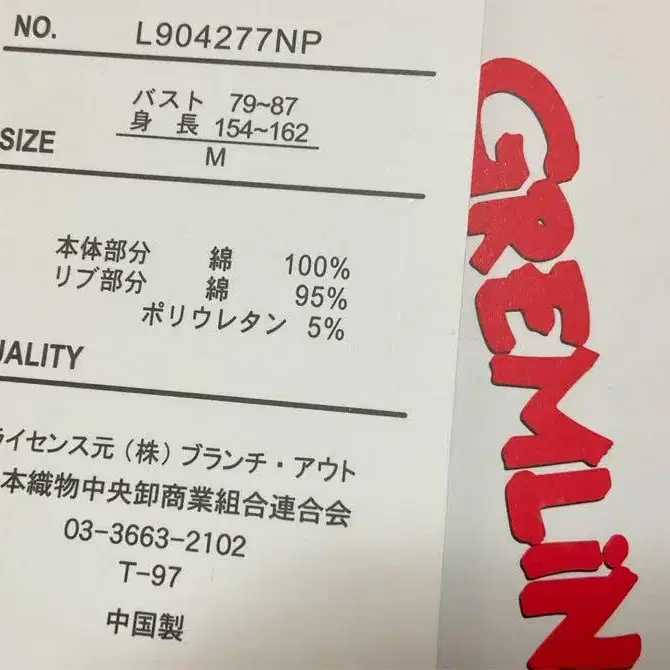 NO. L904277NP
バスト 79~87
身長 154~162
SIZE
M
本体部分 綿 100%
リブ部分 綿 95%
ポリウレタン 5%
UALITY
ライセンス元(株)ブランチ・アウト
本織物中央卸商業組合連合会
03-3663-2102
T-97
中国製
GREMLiN